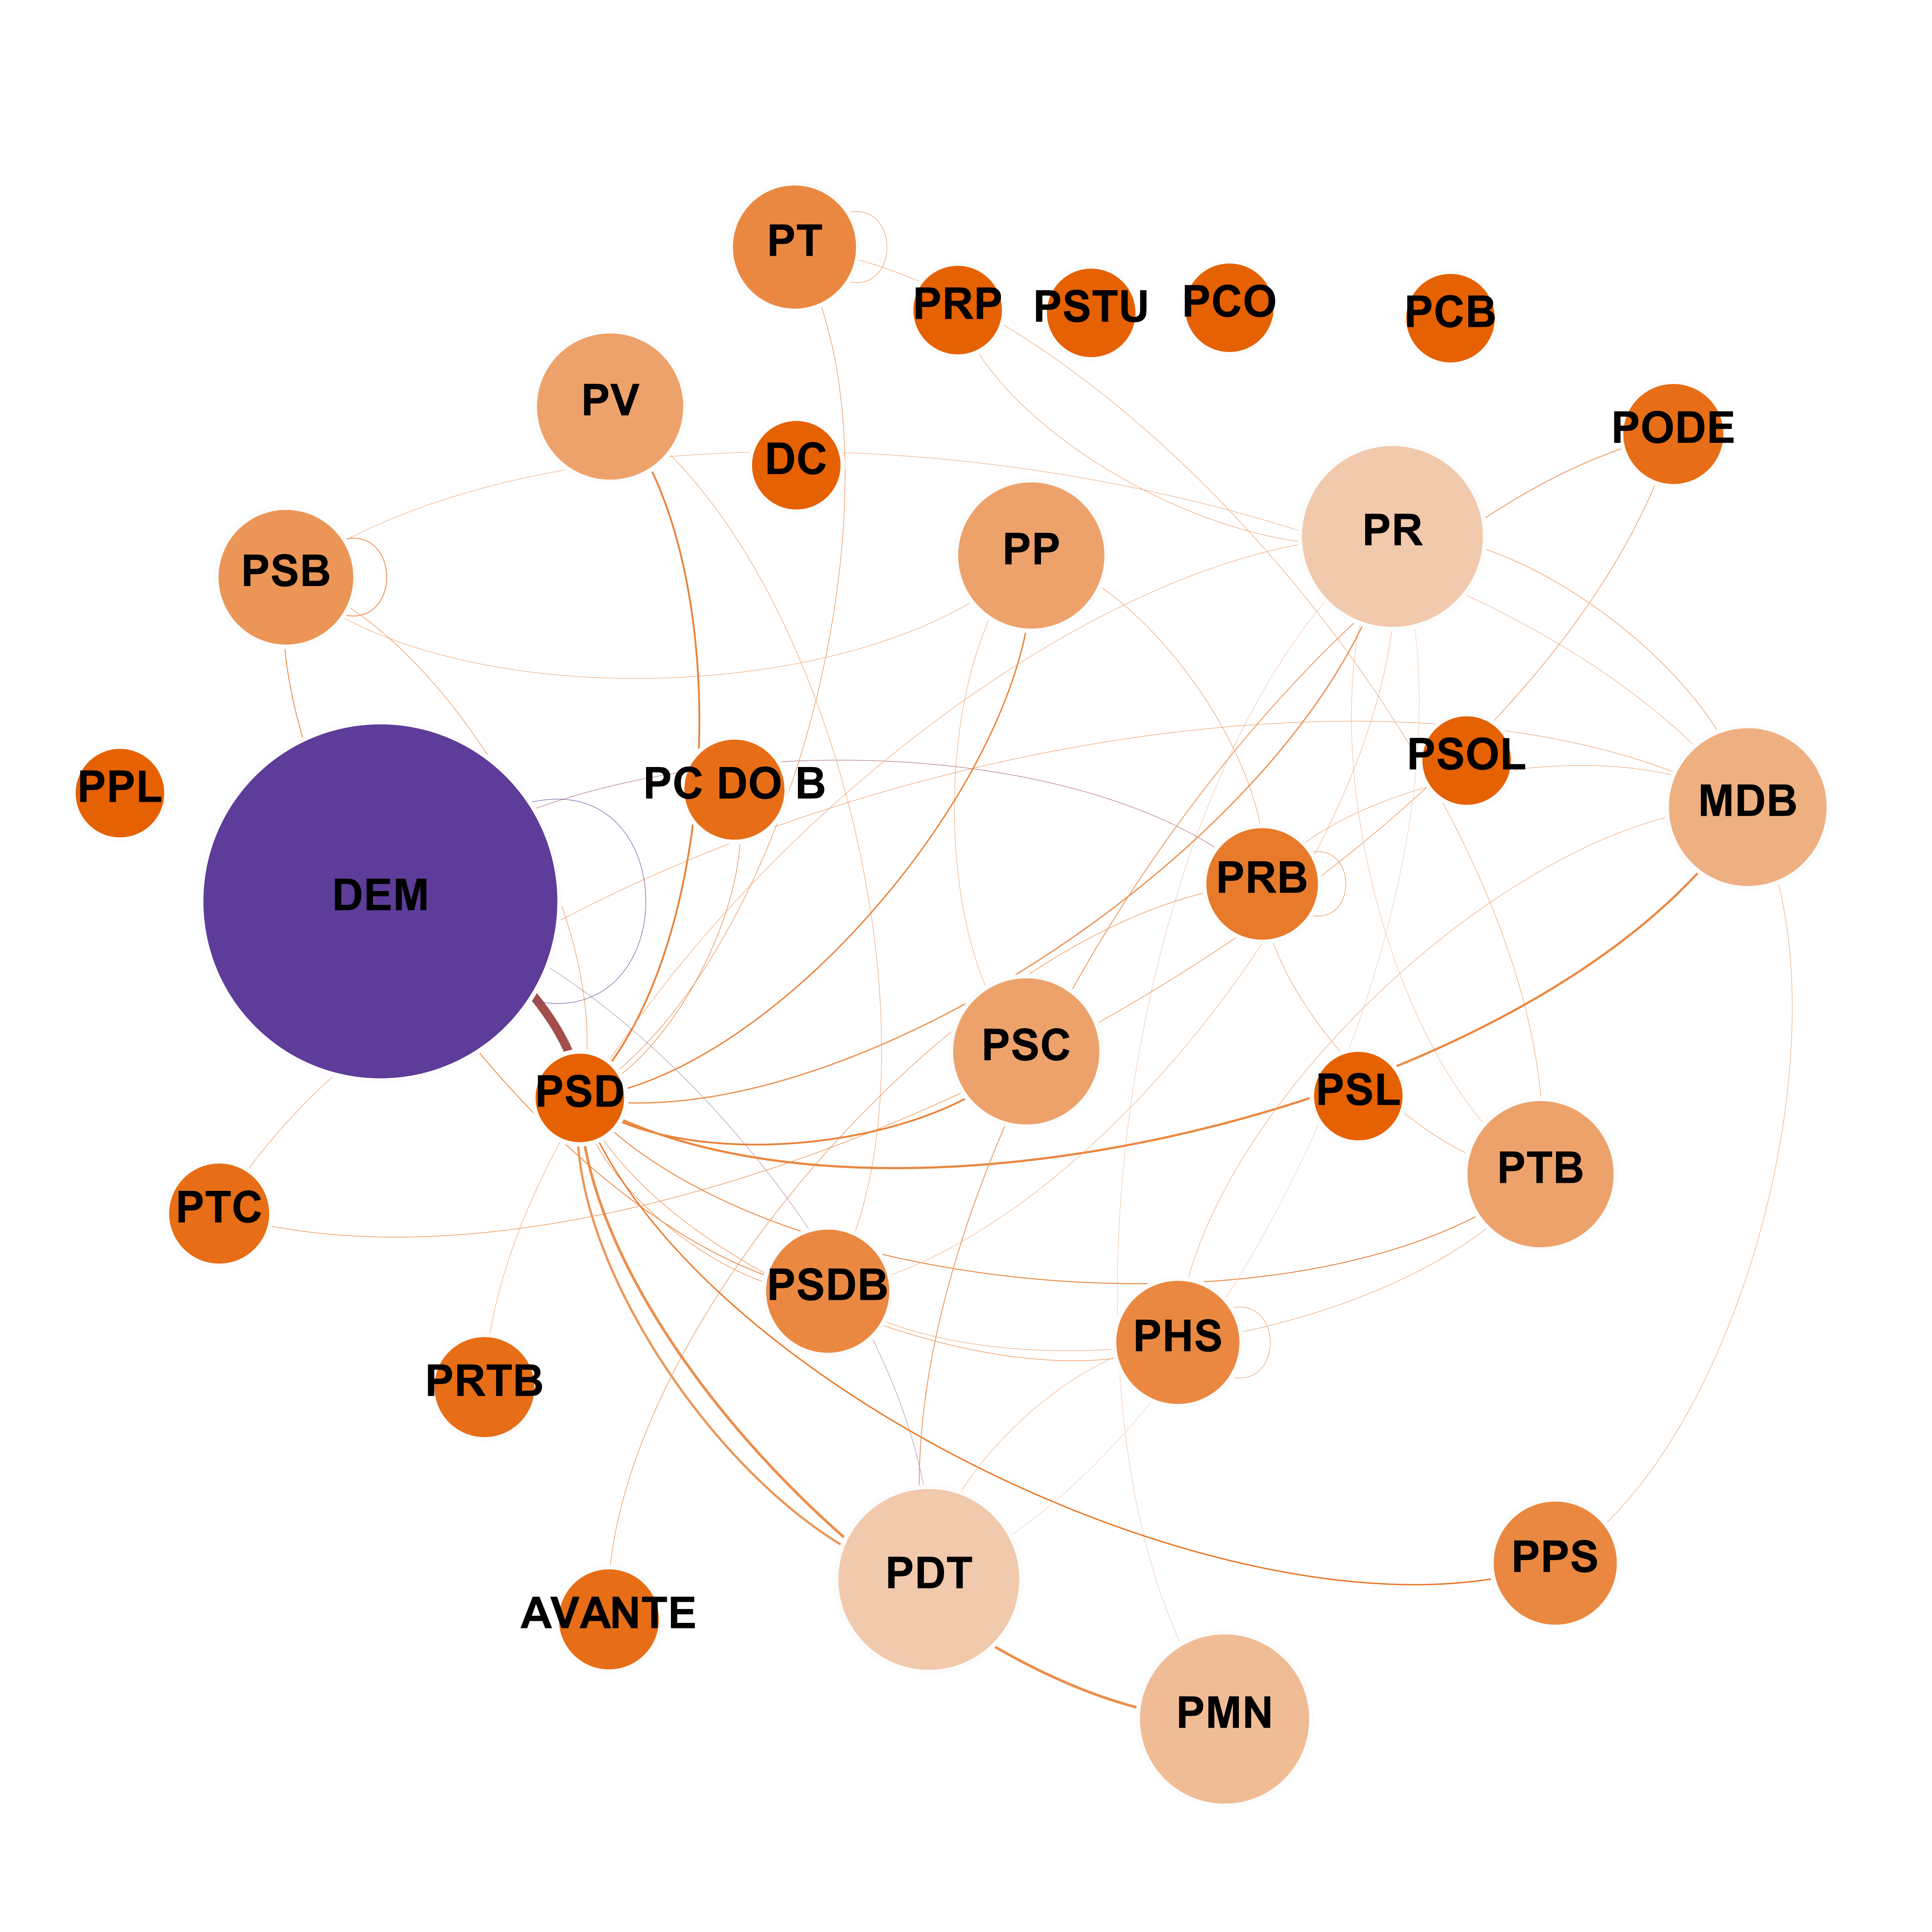 PT
PRP
PSTU
PCO
PCB
PV
PODE
DC
PR
PP
PSB
PSOL
PC DO B
PPL
MDB
PRB
DEM
PSC
PSD
PSL
PTB
PTC
PSDB
PHS
PRTB
PPS
PDT
AVANTE
PMN